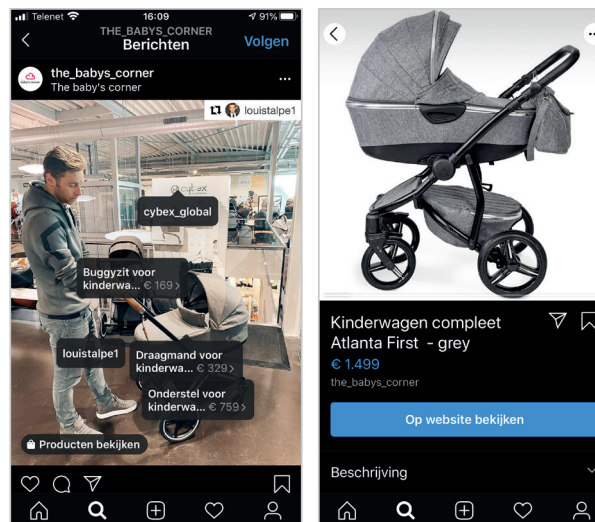 Telenet
16:09
91%
THE_BABYS_CORNER
Berichten
Volgen
the_babys_corner
The baby's corner
louistalpe1
cybex
cybex_global
Buggyzit voor
kinderwa... € 169
louistalpe1
Draagmand voor
kinderwa... € 329
Onderstel voor
kinderwa... € 759
Producten bekijken
Kinderwagen compleet
Atlanta First - grey
€ 1.499
the_babys_corner
Op website bekijken
Beschrijving